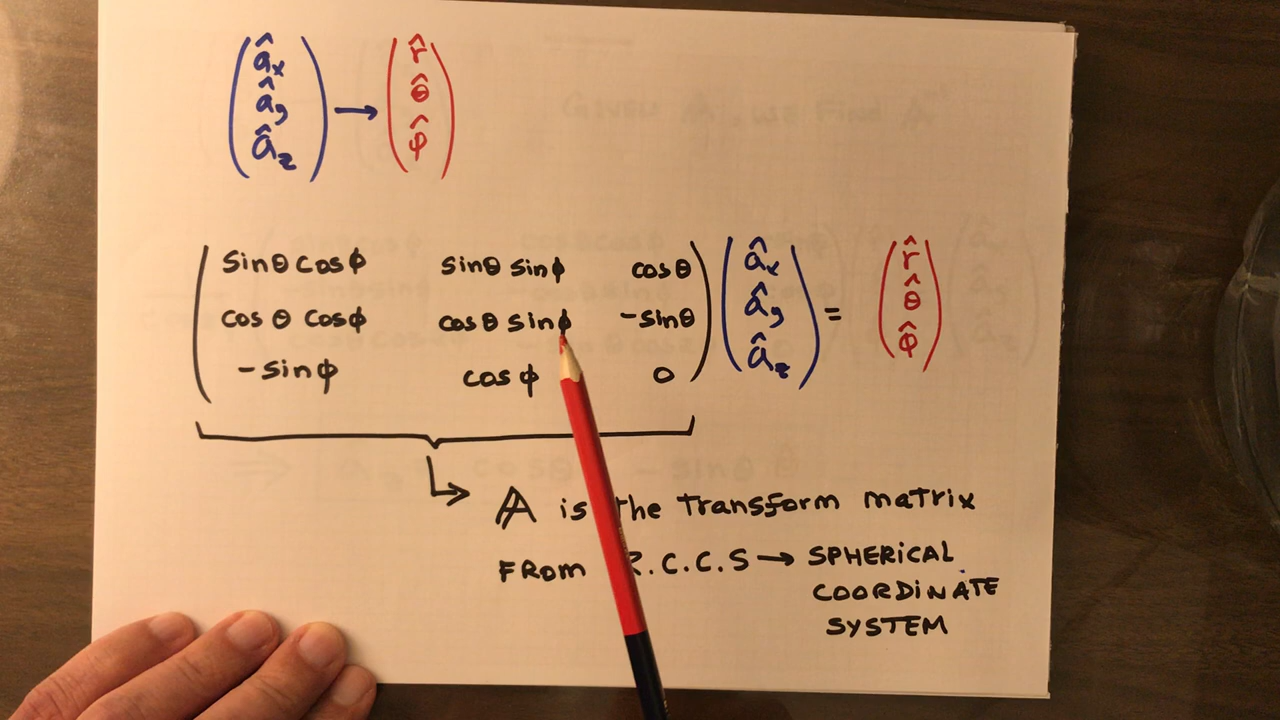 (âx ây âz) → (r̂ θ̂ φ̂)
sinθ cosφ sinθ sinφ cosθ âx r̂
cosθ cosφ cosθ sinφ -sinθ ây = θ̂
-sinφ cosφ 0 âz φ̂
A is the Transform matrix
FROM R.C.C.S → SPHERICAL
COORDINATE
SYSTEM